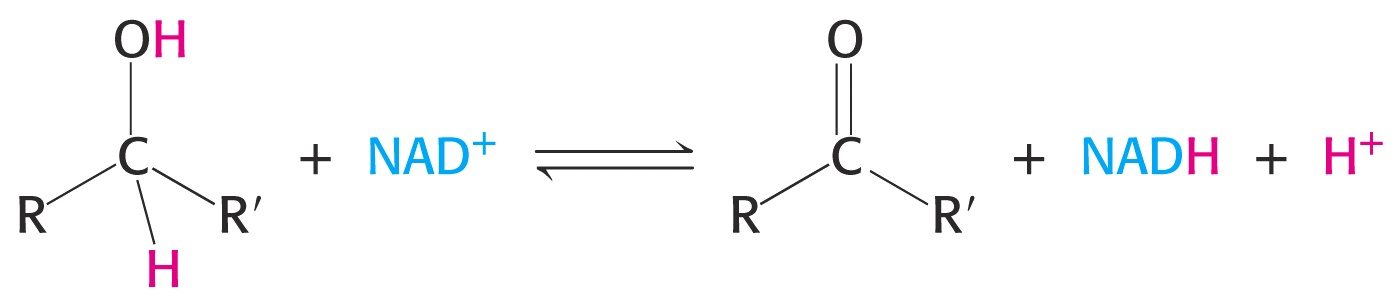 OH O
C + NAD⁺ ⇌ C + NADH + H⁺
R R′ R R′
H